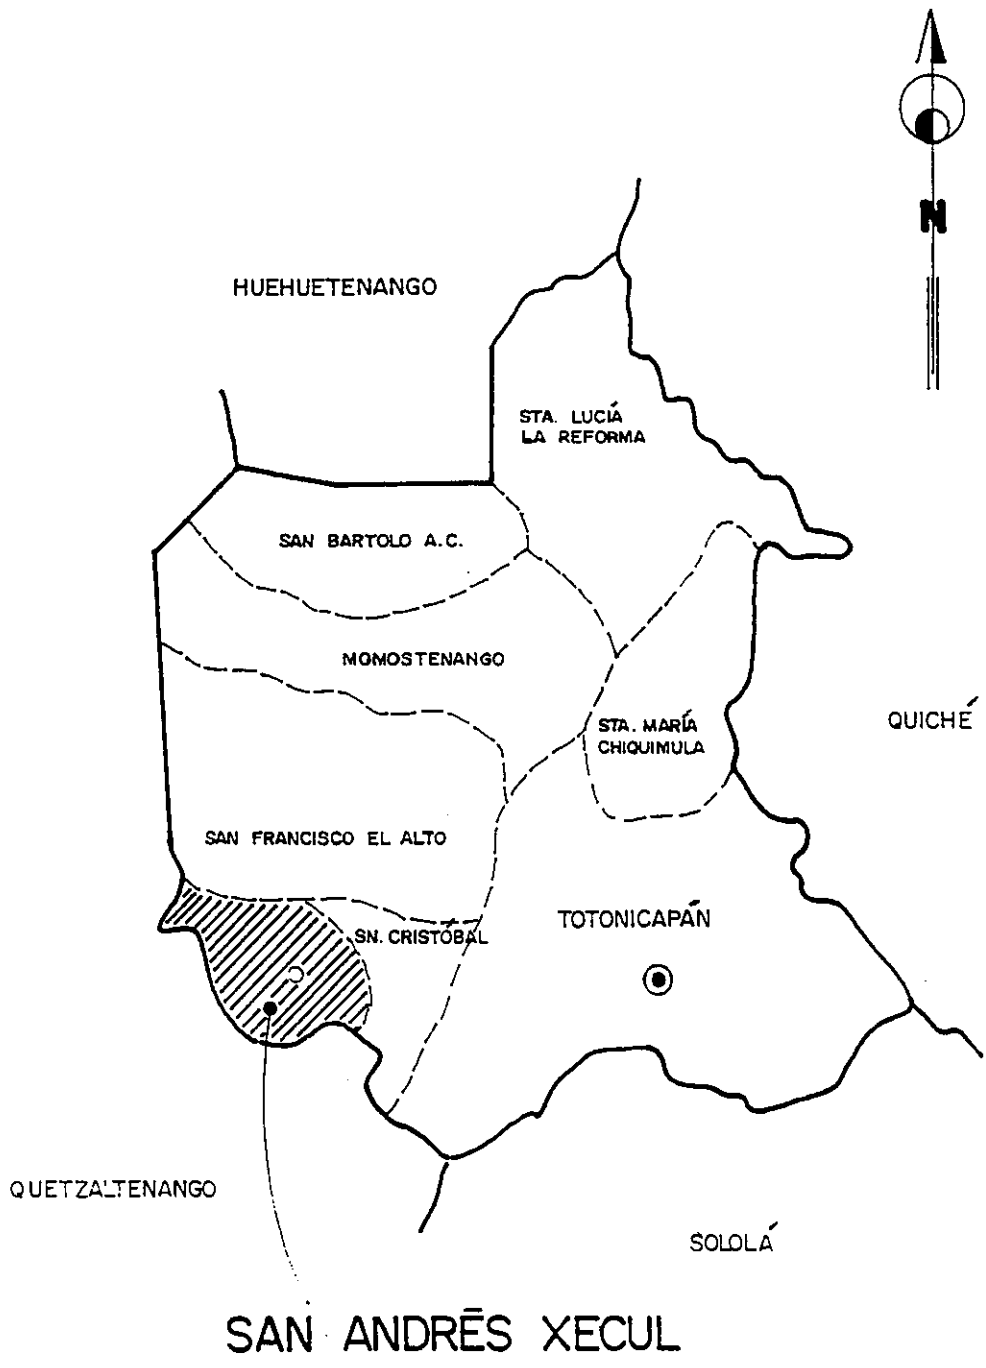 N
HUEHUETENANGO
STA. LUCIÁ
LA REFORMA
SAN BARTOLO A.C.
MOMOSTENANGO
STA. MARÍA
CHIQUIMULA
QUICHÉ
SAN FRANCISCO EL ALTO
TOTONICAPÁN
SN. CRISTÓBAL
QUETZALTENANGO
SOLOLÁ
SAN ANDRÉS XECUL